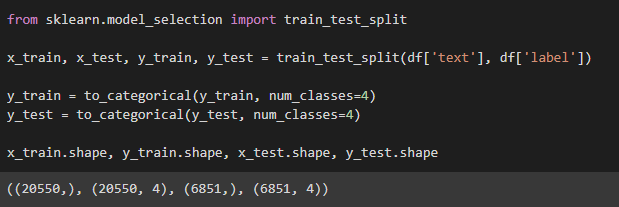 from sklearn.model_selection import train_test_split
x_train, x_test, y_train, y_test = train_test_split(df['text'], df['label'])
y_train = to_categorical(y_train, num_classes=4)
y_test = to_categorical(y_test, num_classes=4)
x_train.shape, y_train.shape, x_test.shape, y_test.shape
((20550,), (20550, 4), (6851,), (6851, 4))